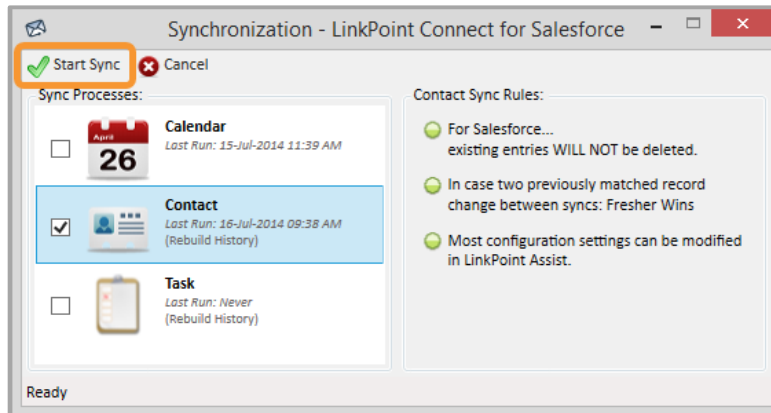 Synchronization - LinkPoint Connect for Salesforce
Start Sync
Cancel
Sync Processes:
April
26
Calendar
Last Run: 15-Jul-2014 11:39 AM
Contact
Last Run: 16-Jul-2014 09:38 AM
(Rebuild History)
Task
Last Run: Never
(Rebuild History)
Contact Sync Rules:
For Salesforce...
existing entries WILL NOT be deleted.
In case two previously matched record
change between syncs: Fresher Wins
Most configuration settings can be modified
in LinkPoint Assist.
Ready